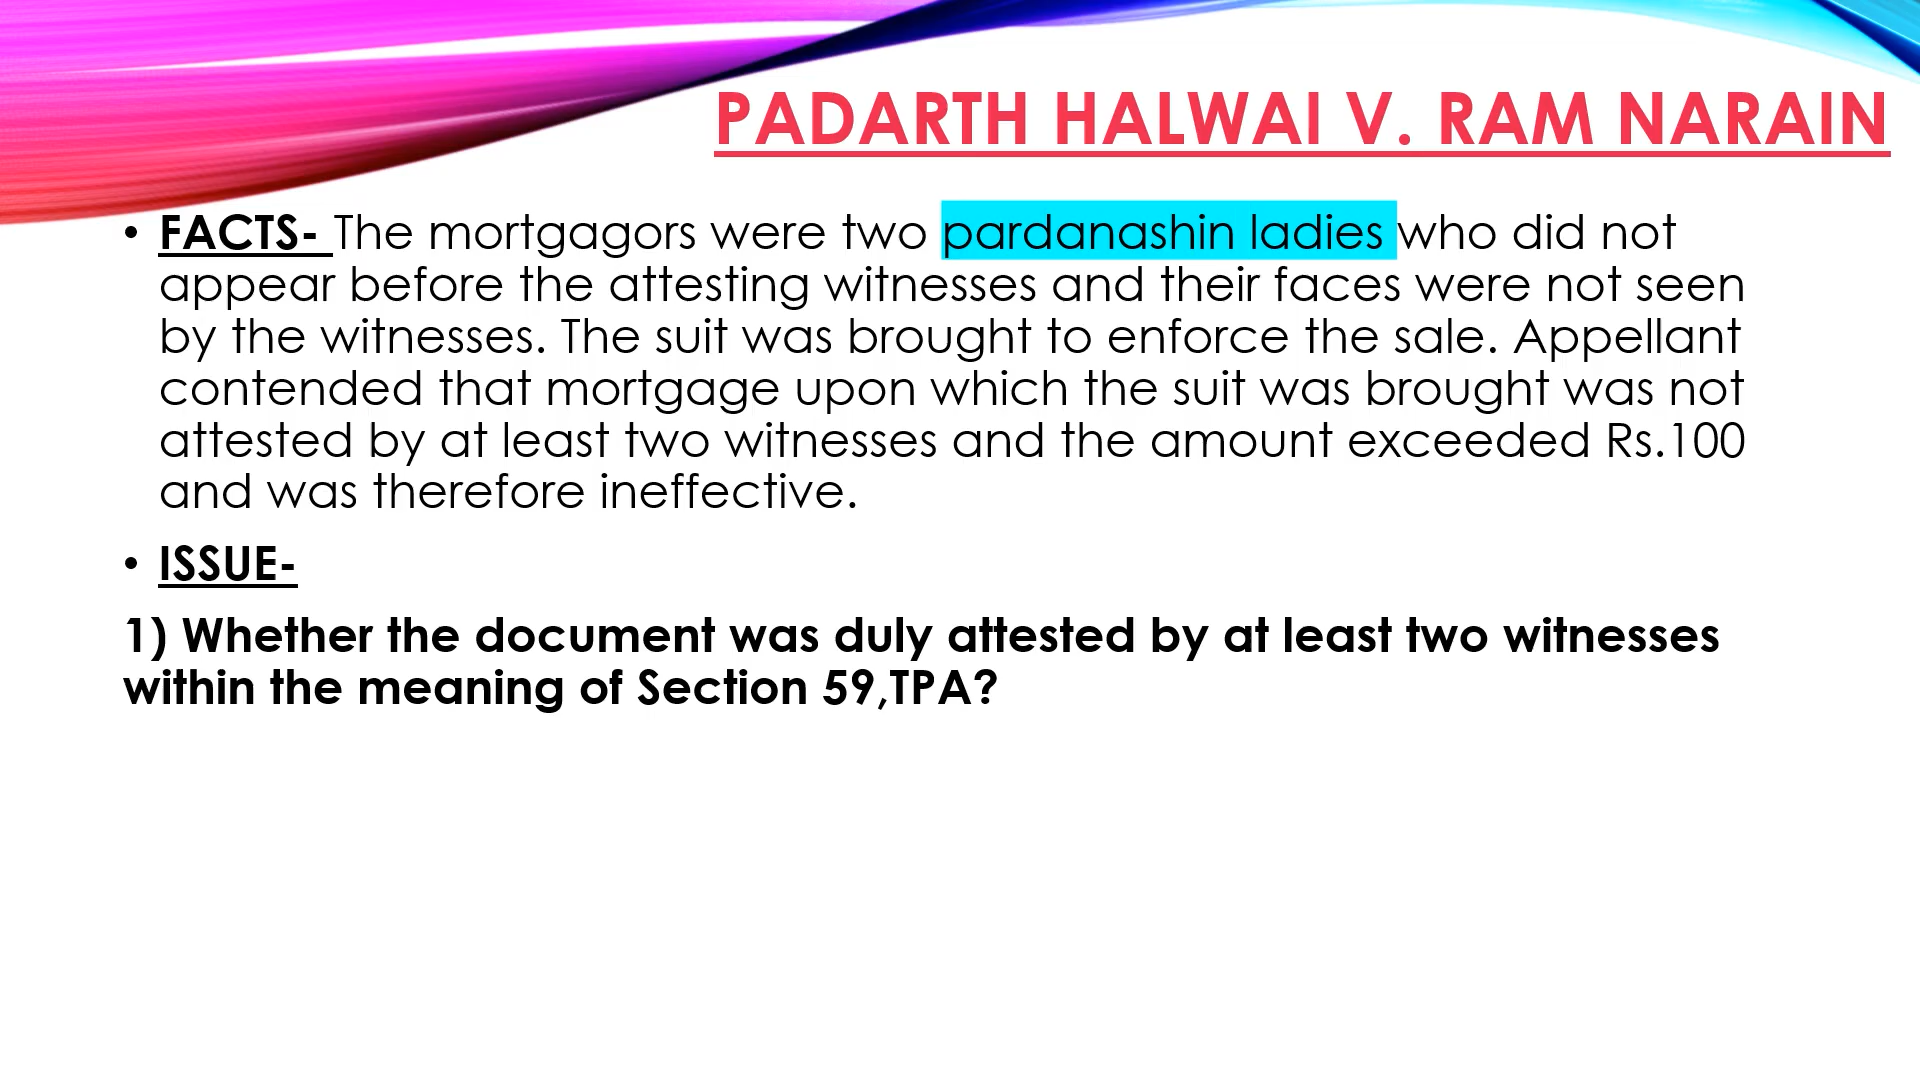 PADARTH HALWAI V. RAM NARAIN
• FACTS- The mortgagors were two pardanashin ladies who did not
appear before the attesting witnesses and their faces were not seen
by the witnesses. The suit was brought to enforce the sale. Appellant
contended that mortgage upon which the suit was brought was not
attested by at least two witnesses and the amount exceeded Rs.100
and was therefore ineffective.
• ISSUE-
1) Whether the document was duly attested by at least two witnesses
within the meaning of Section 59,TPA?